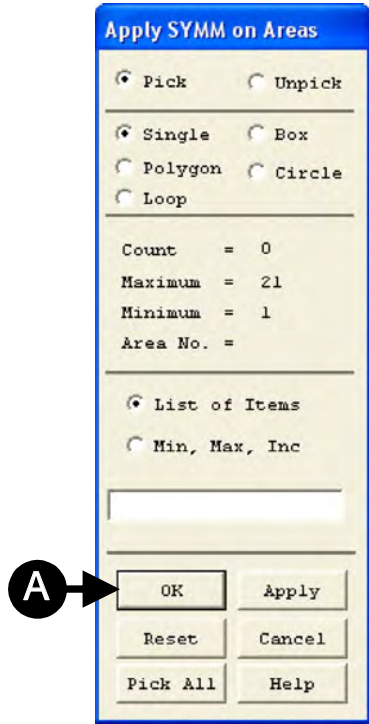 Apply SYMM on Areas
Pick Unpick
Single Box
Polygon Circle
Loop
Count = 0
Maximum = 21
Minimum = 1
Area No. =
List of Items
Min, Max, Inc
A OK Apply
Reset Cancel
Pick All Help